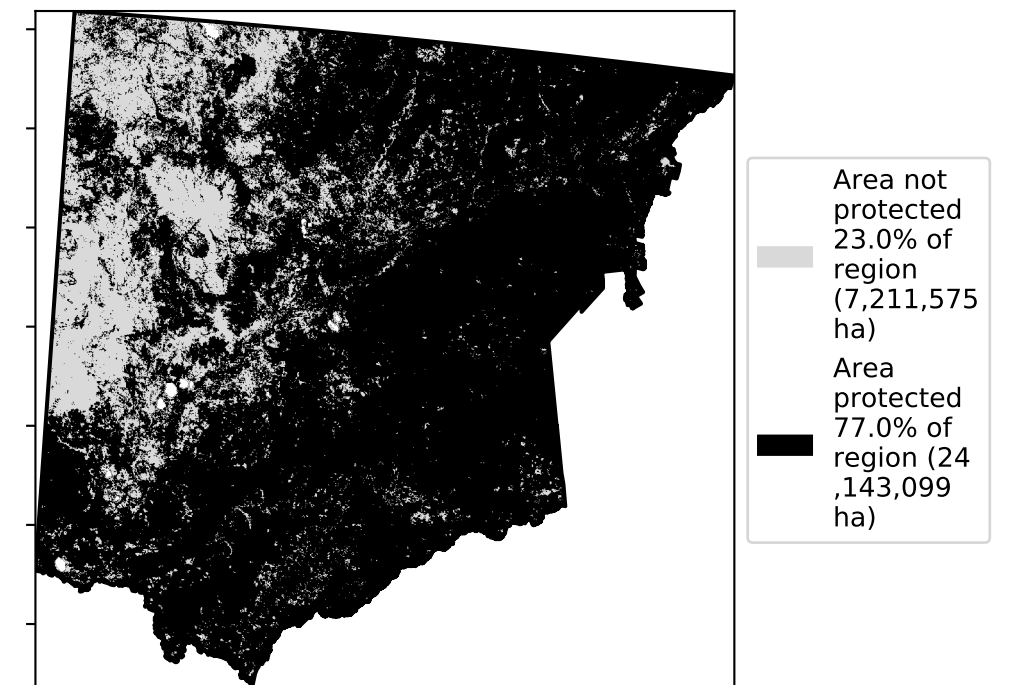 Area not
protected
23.0% of
region
(7,211,575
ha)
Area
protected
77.0% of
region (24
,143,099
ha)